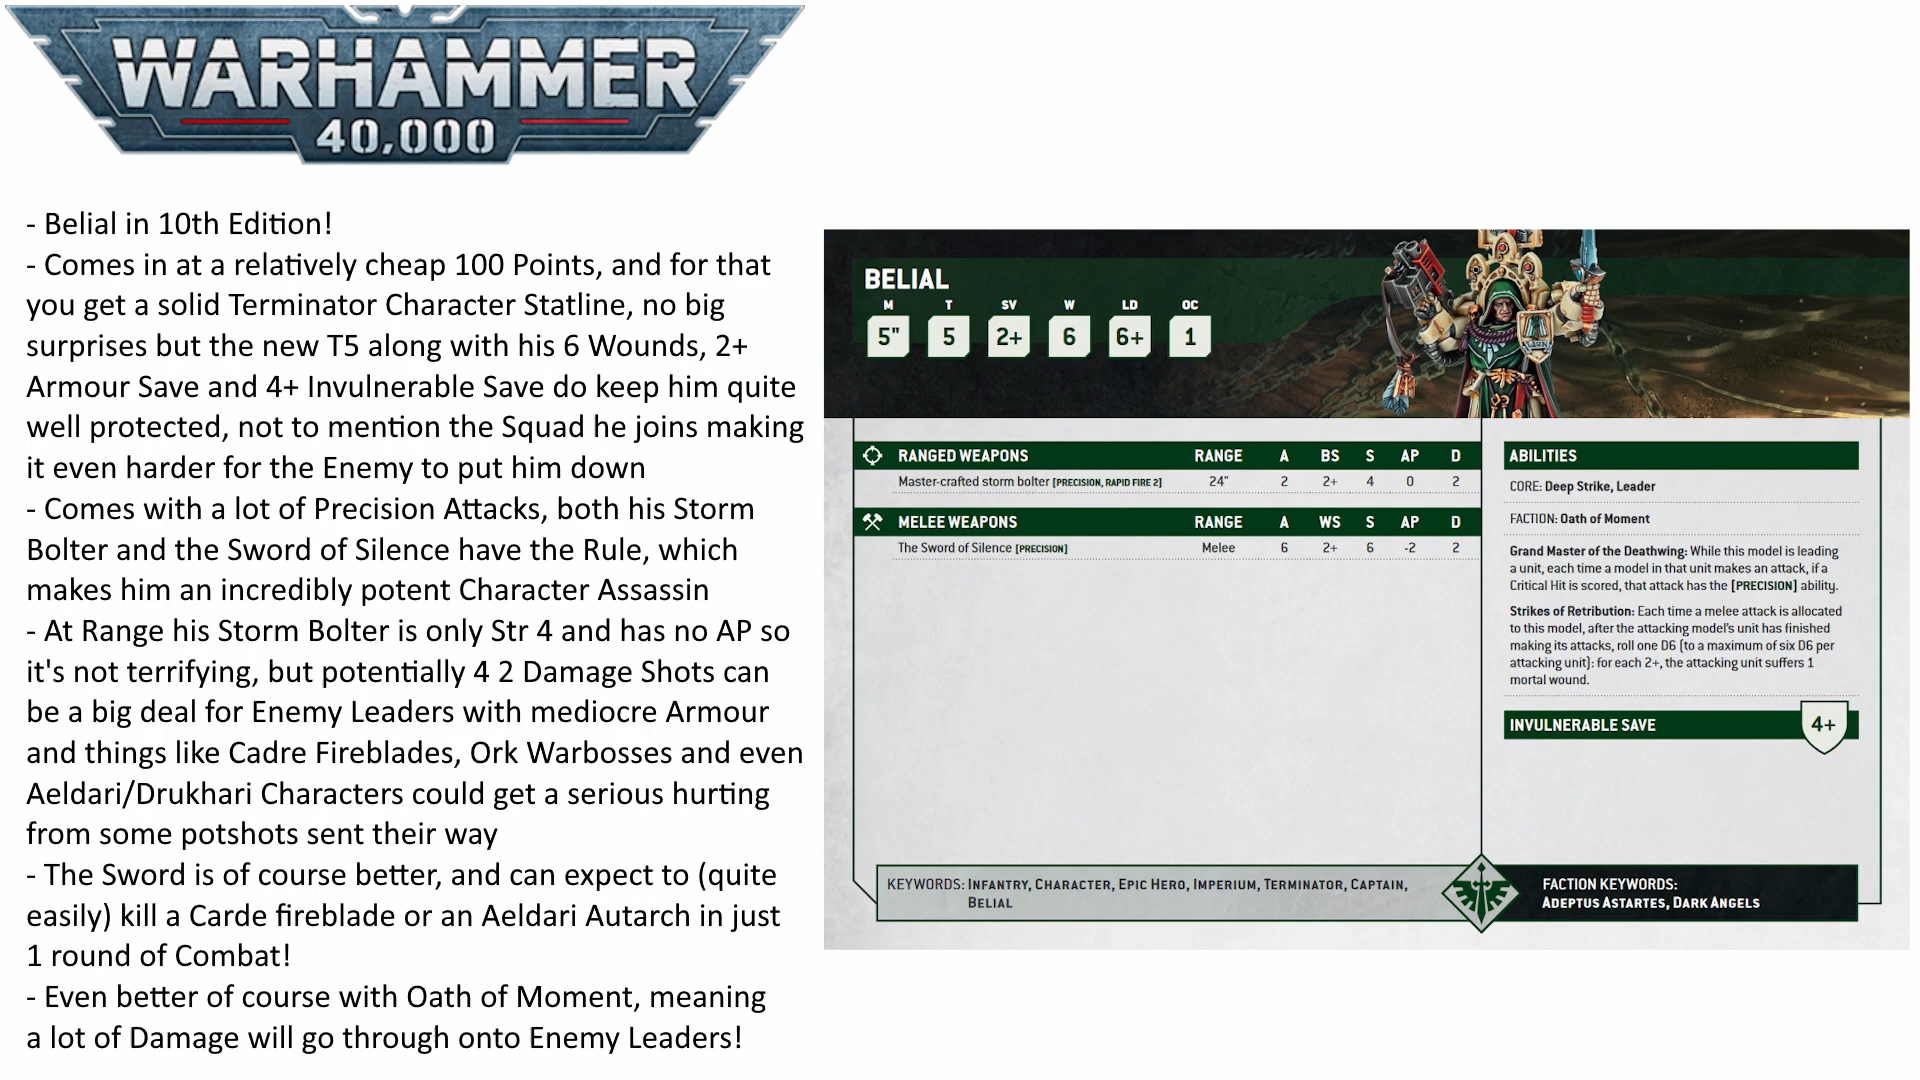 WARHAMMER
40,000
- Belial in 10th Edition!
- Comes in at a relatively cheap 100 Points, and for that
you get a solid Terminator Character Statline, no big
surprises but the new T5 along with his 6 Wounds, 2+
Armour Save and 4+ Invulnerable Save do keep him quite
well protected, not to mention the Squad he joins making
it even harder for the Enemy to put him down
- Comes with a lot of Precision Attacks, both his Storm
Bolter and the Sword of Silence have the Rule, which
makes him an incredibly potent Character Assassin
- At Range his Storm Bolter is only Str 4 and has no AP so
it's not terrifying, but potentially 4 2 Damage Shots can
be a big deal for Enemy Leaders with mediocre Armour
and things like Cadre Fireblades, Ork Warbosses and even
Aeldari/Drukhari Characters could get a serious hurting
from some potshots sent their way
- The Sword is of course better, and can expect to (quite
easily) kill a Carde fireblade or an Aeldari Autarch in just
1 round of Combat!
- Even better of course with Oath of Moment, meaning
a lot of Damage will go through onto Enemy Leaders!
BELIAL
M T SV W LD OC
5" 5 2+ 6 6+ 1
RANGED WEAPONS RANGE A BS S AP D
Master-crafted storm bolter [PRECISION, RAPID FIRE 2] 24" 2 2+ 4 0 2
MELEE WEAPONS RANGE A WS S AP D
The Sword of Silence [PRECISION] Melee 6 2+ 6 -2 2
ABILITIES
CORE: Deep Strike, Leader
FACTION: Oath of Moment
Grand Master of the Deathwing: While this model is leading
a unit, each time a model in that unit makes an attack, if a
Critical Hit is scored, that attack has the [PRECISION] ability.
Strikes of Retribution: Each time a melee attack is allocated
to this model, after the attacking model's unit has finished
making its attacks, roll one D6 (to a maximum of six D6 per
attacking unit): for each 2+, the attacking unit suffers 1
mortal wound.
INVULNERABLE SAVE 4+
KEYWORDS: INFANTRY, CHARACTER, EPIC HERO, IMPERIUM, TERMINATOR, CAPTAIN,
BELIAL
FACTION KEYWORDS:
ADEPTUS ASTARTES, DARK ANGELS